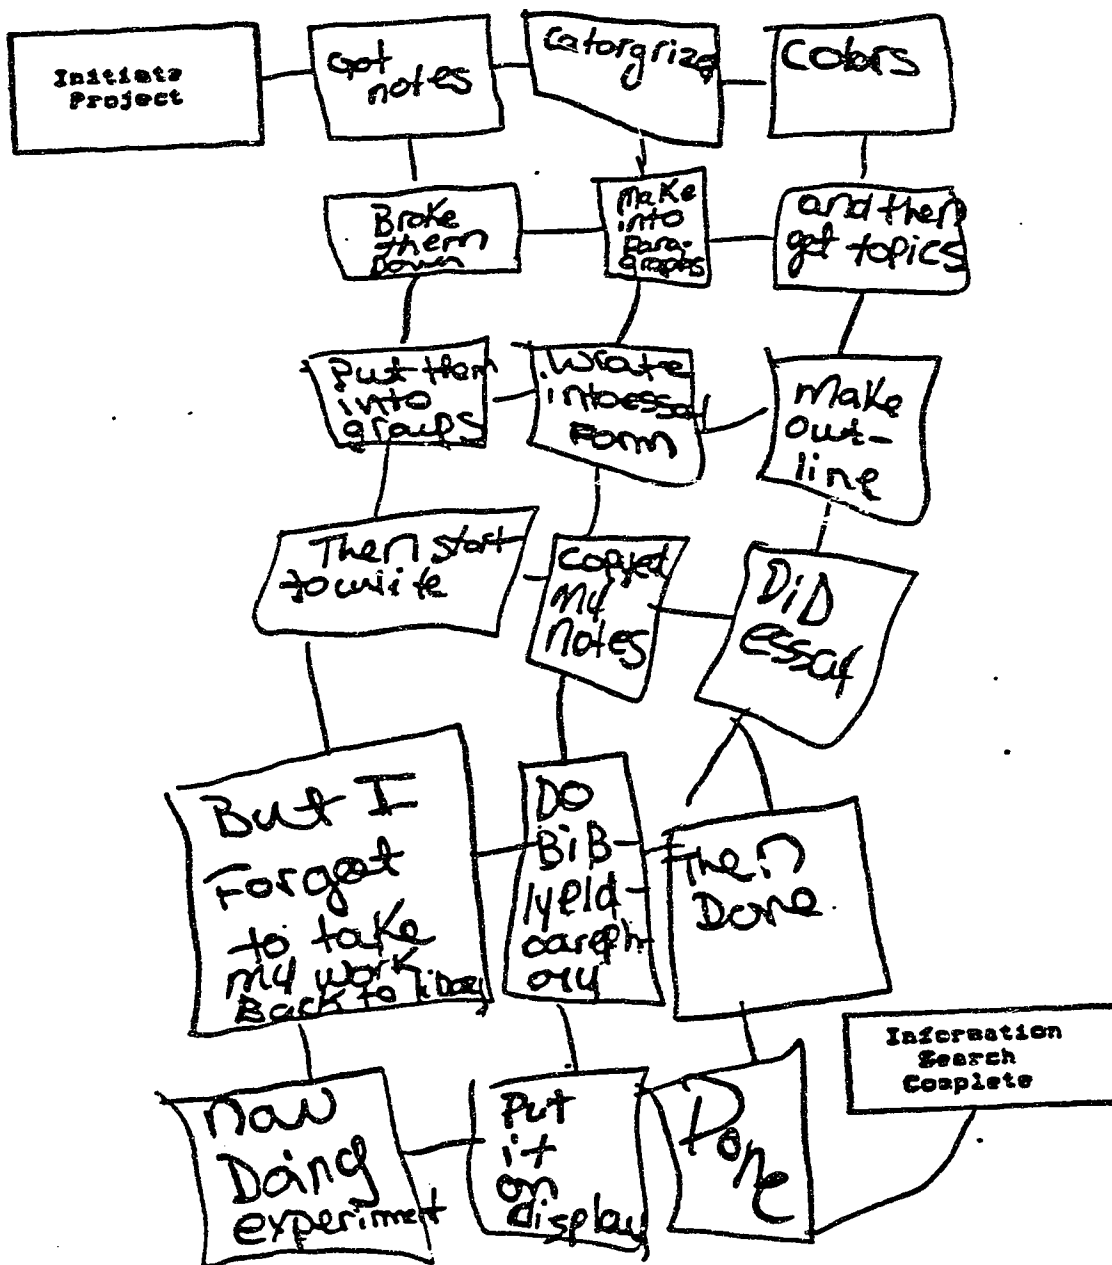 Initiate
Project
Got
notes
Catorgrize
Colors
Broke
them
Down
Make
into
Para-
graphs
and then
get topics
Put them
into
groups
Wrote
into essay
Form
Make
out-
line
Then start
to write
Copyed
My
notes
DiD
essay
But I
Forgot
to take
my work
Back to
DO
BiB
lyeld
careph
ory
Then
Done
Information
Search
Complete
now
Doing
experiment
Put
it
on
display
Done